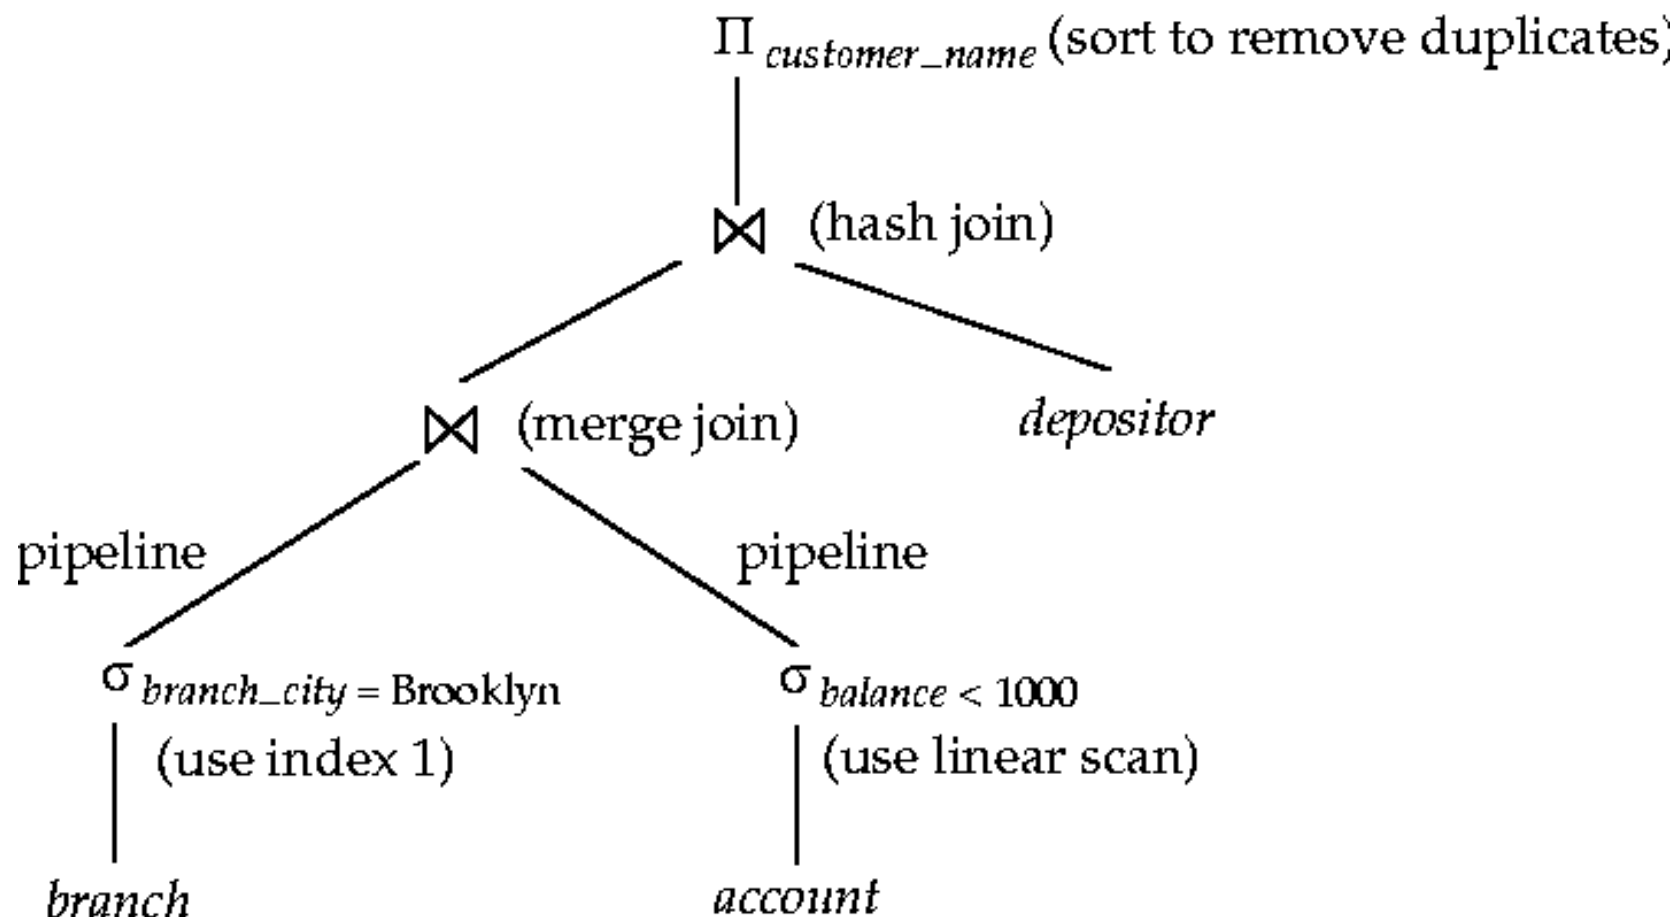 Π customer_name (sort to remove duplicates)
⋈ (hash join)
⋈ (merge join)
depositor
pipeline
pipeline
σ branch_city = Brooklyn
(use index 1)
σ balance < 1000
(use linear scan)
branch
account